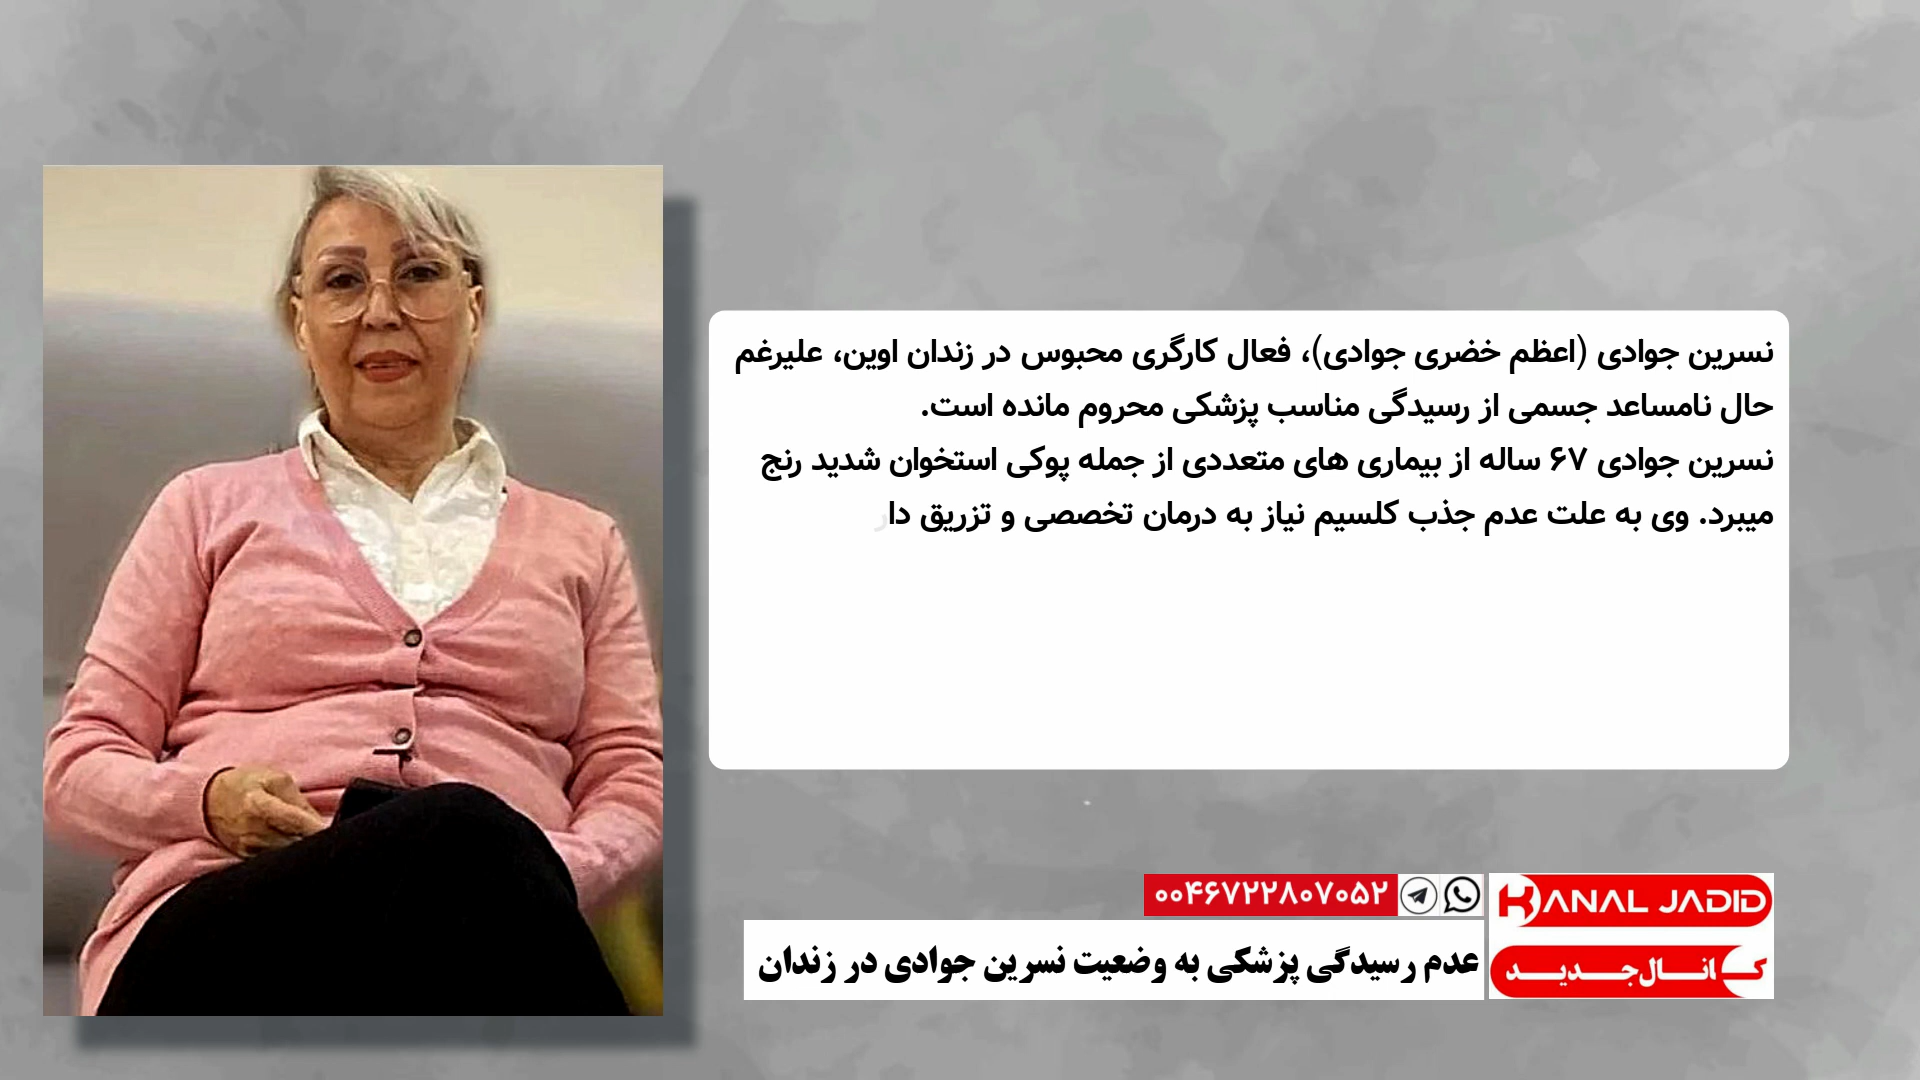 نسرین جوادی (اعظم خضری جوادی)، فعال کارگری محبوس در زندان اوین، علیرغم
حال نامساعد جسمی از رسیدگی مناسب پزشکی محروم مانده است.
نسرین جوادی ۶۷ ساله از بیماری های متعددی از جمله پوکی استخوان شدید رنج
میبرد. وی به علت عدم جذب کلسیم نیاز به درمان تخصصی و تزریق دار
۰۰۴۶۷۲۲۸۰۷۰۵۲
KANAL JADID
عدم رسیدگی پزشکی به وضعیت نسرین جوادی در زندان
کانال جدید